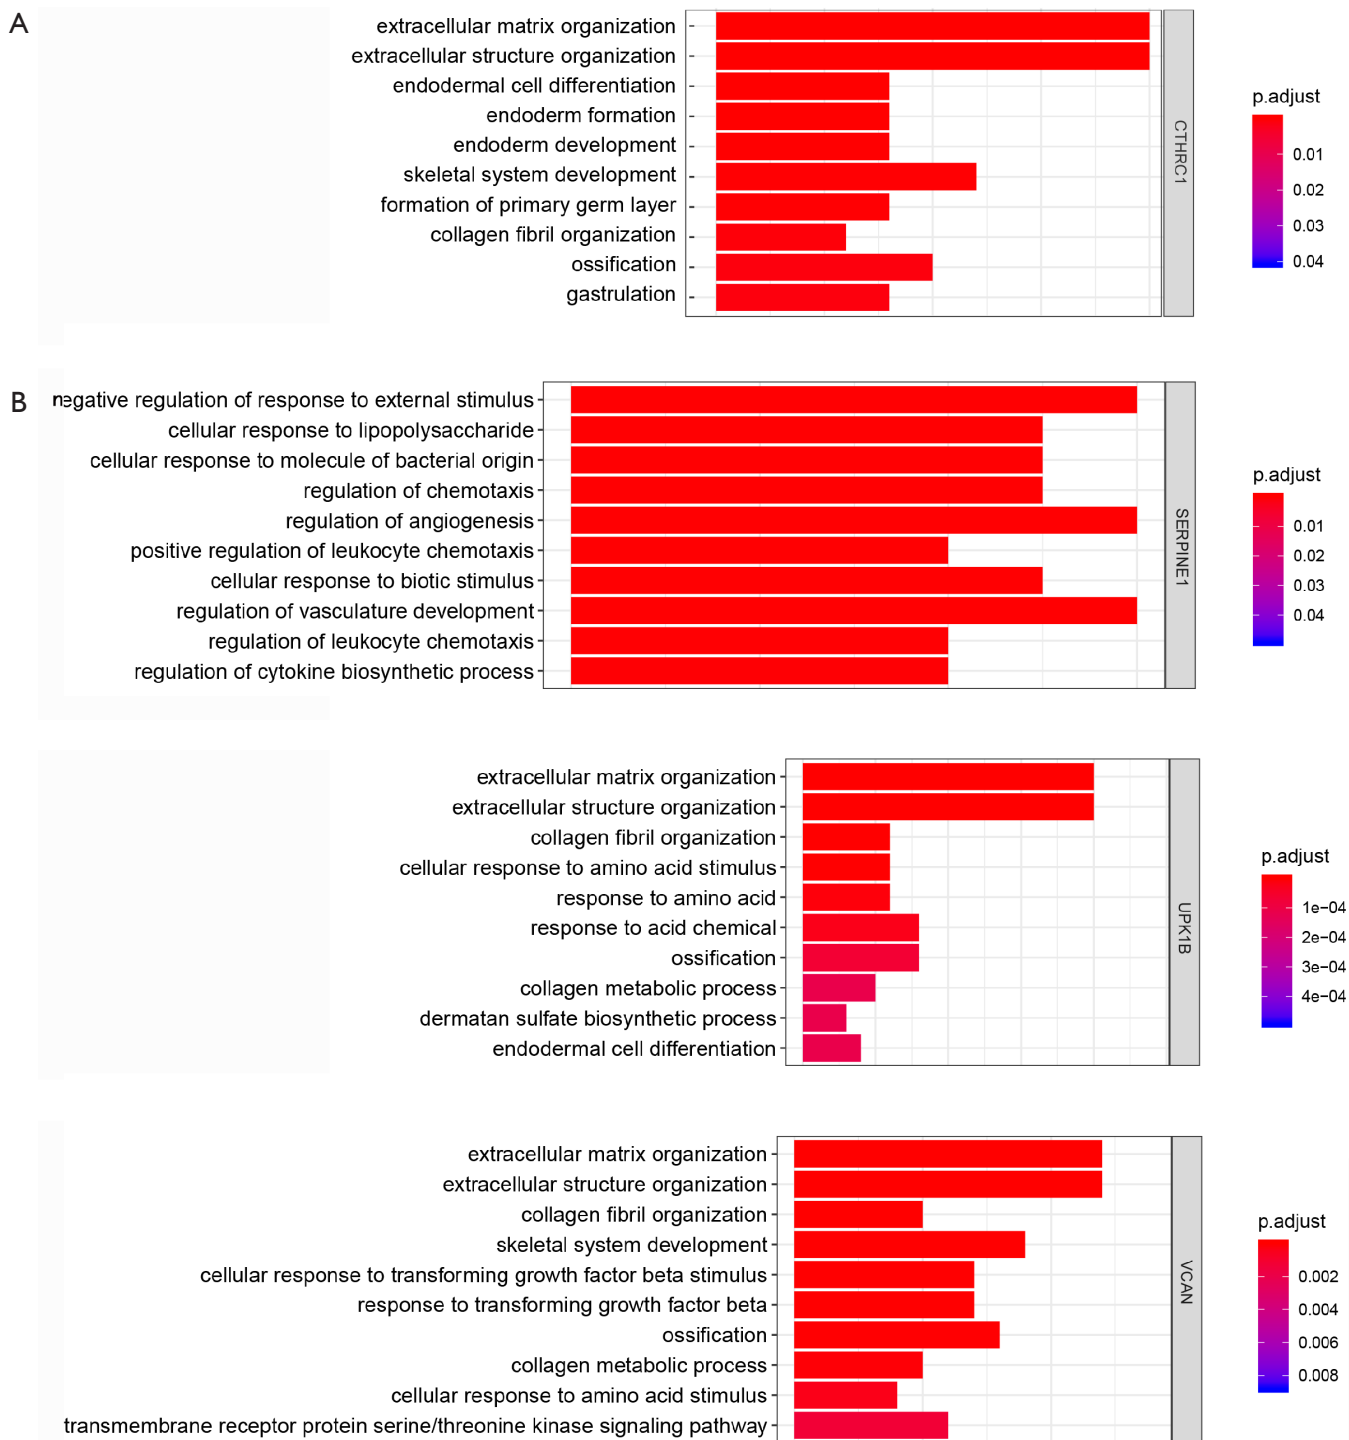 A
extracellular matrix organization
extracellular structure organization
endodermal cell differentiation
endoderm formation
endoderm development
skeletal system development
formation of primary germ layer
collagen fibril organization
ossification
gastrulation
CTHRC1
p.adjust
0.01
0.02
0.03
0.04
B
negative regulation of response to external stimulus
cellular response to lipopolysaccharide
cellular response to molecule of bacterial origin
regulation of chemotaxis
regulation of angiogenesis
positive regulation of leukocyte chemotaxis
cellular response to biotic stimulus
regulation of vasculature development
regulation of leukocyte chemotaxis
regulation of cytokine biosynthetic process
SERPINE1
p.adjust
0.01
0.02
0.03
0.04
extracellular matrix organization
extracellular structure organization
collagen fibril organization
cellular response to amino acid stimulus
response to amino acid
response to acid chemical
ossification
collagen metabolic process
dermatan sulfate biosynthetic process
endodermal cell differentiation
UPK1B
p.adjust
1e−04
2e−04
3e−04
4e−04
extracellular matrix organization
extracellular structure organization
collagen fibril organization
skeletal system development
cellular response to transforming growth factor beta stimulus
response to transforming growth factor beta
ossification
collagen metabolic process
cellular response to amino acid stimulus
transmembrane receptor protein serine/threonine kinase signaling pathway
VCAN
p.adjust
0.002
0.004
0.006
0.008